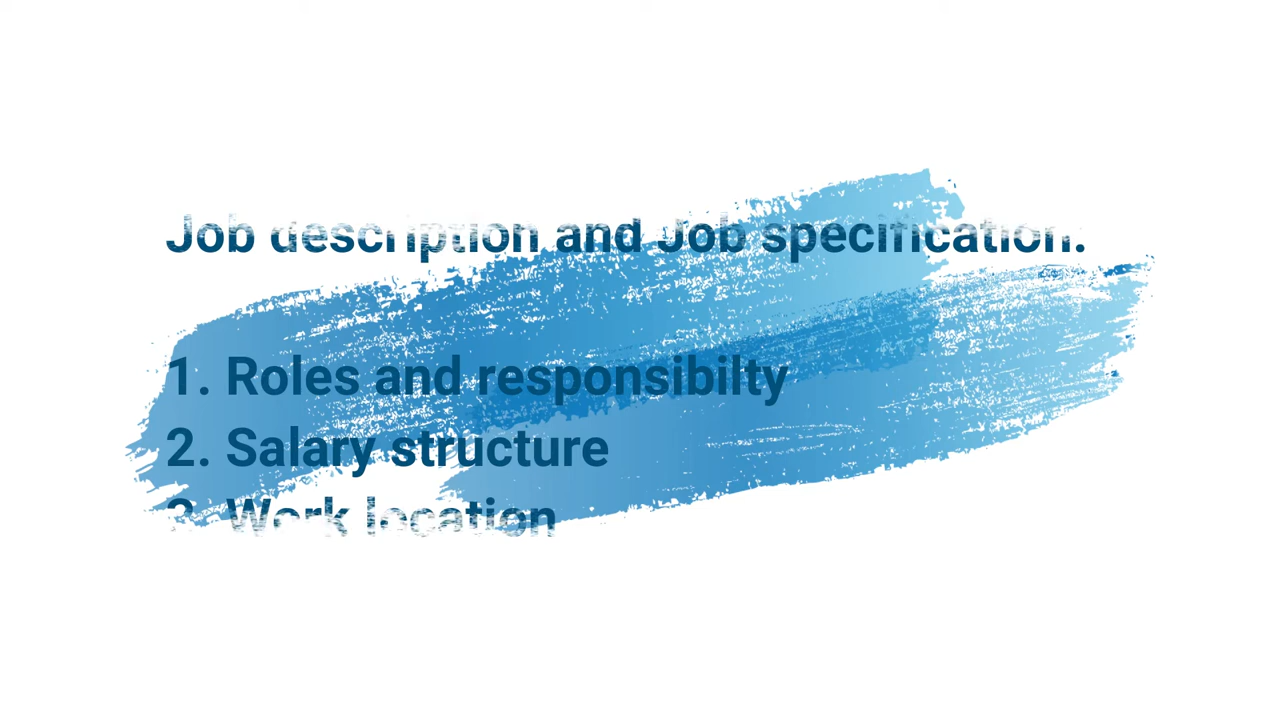 Job description and Job specification.
1. Roles and responsibilty
2. Salary structure
3. Work location